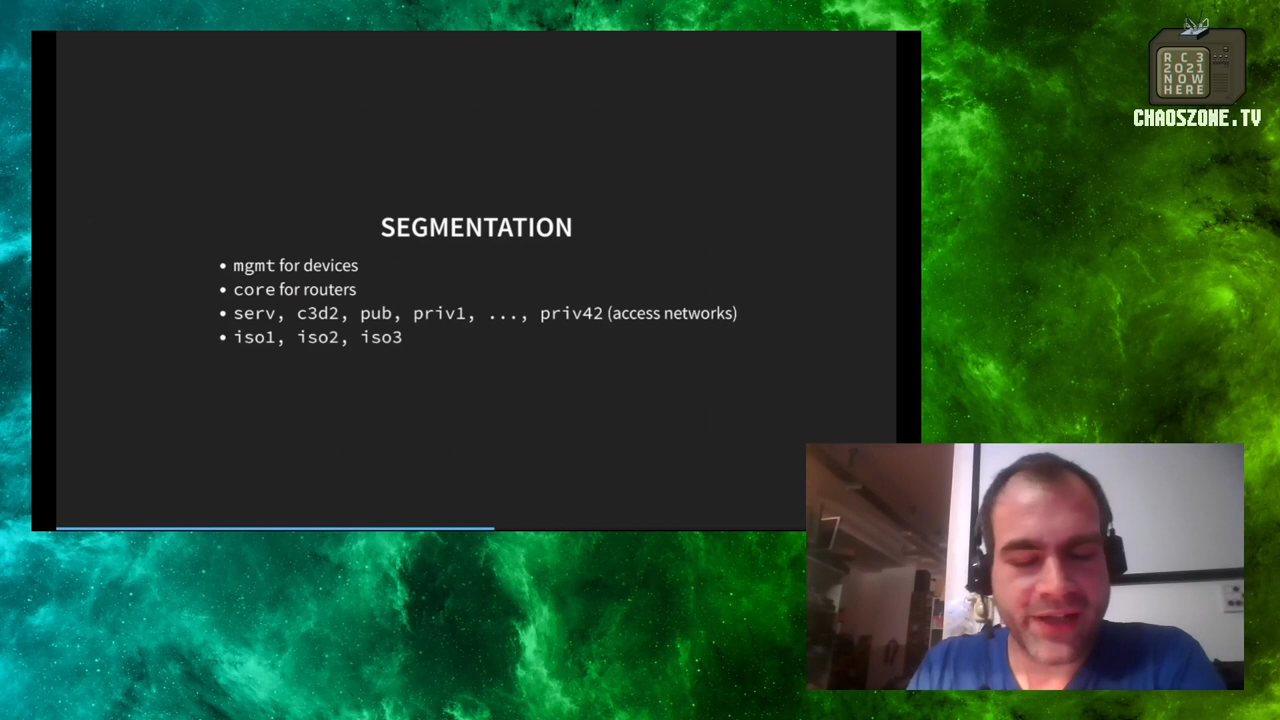 SEGMENTATION
• mgmt for devices
• core for routers
• serv, c3d2, pub, priv1, ..., priv42 (access networks)
• iso1, iso2, iso3
RC3
2021
NOW
HERE
CHAOSZONE.TV